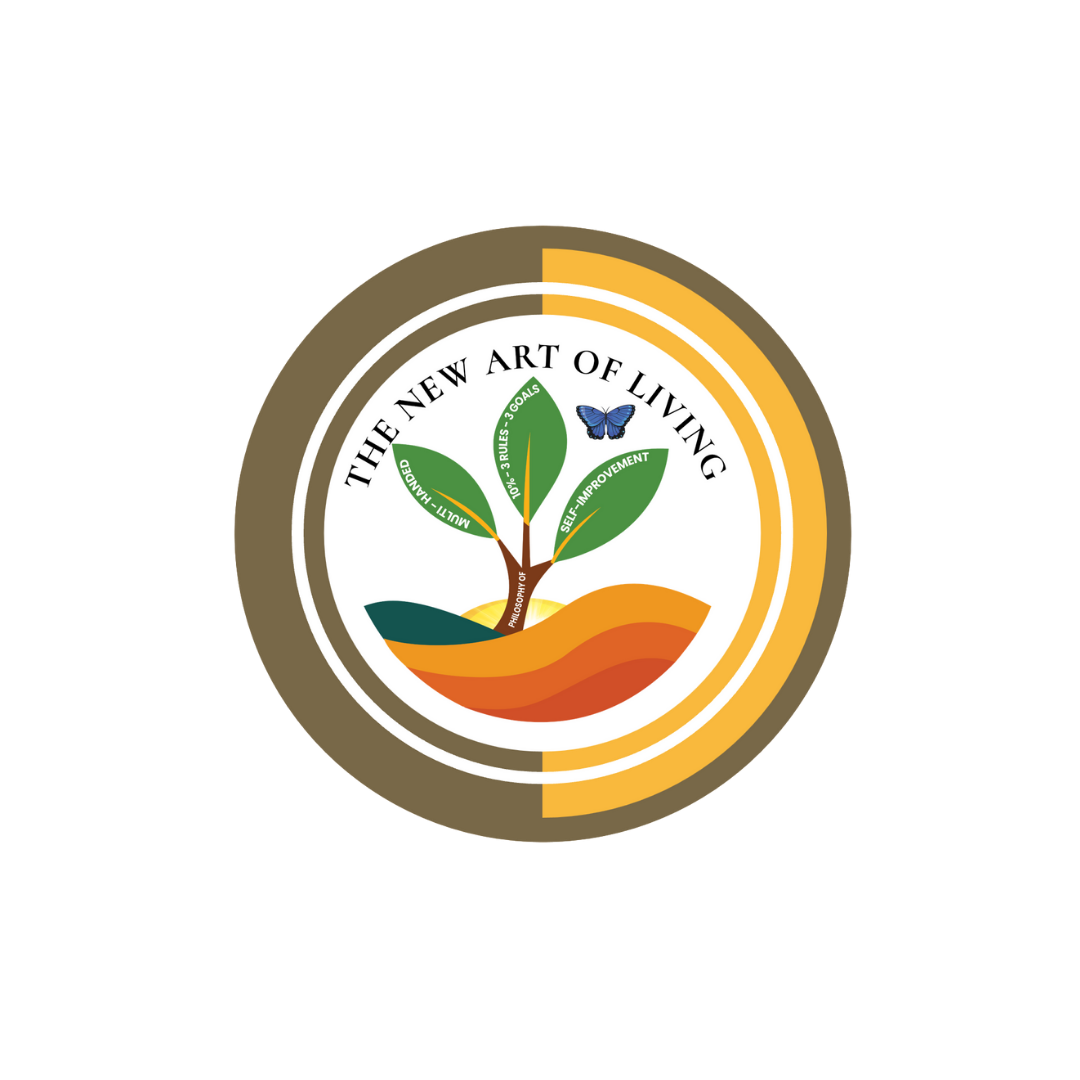 THE NEW ART OF LIVING
MULTI-HANDED
10% - 3 RULES - 3 GOALS
SELF-IMPROVEMENT
PHILOSOPHY OF